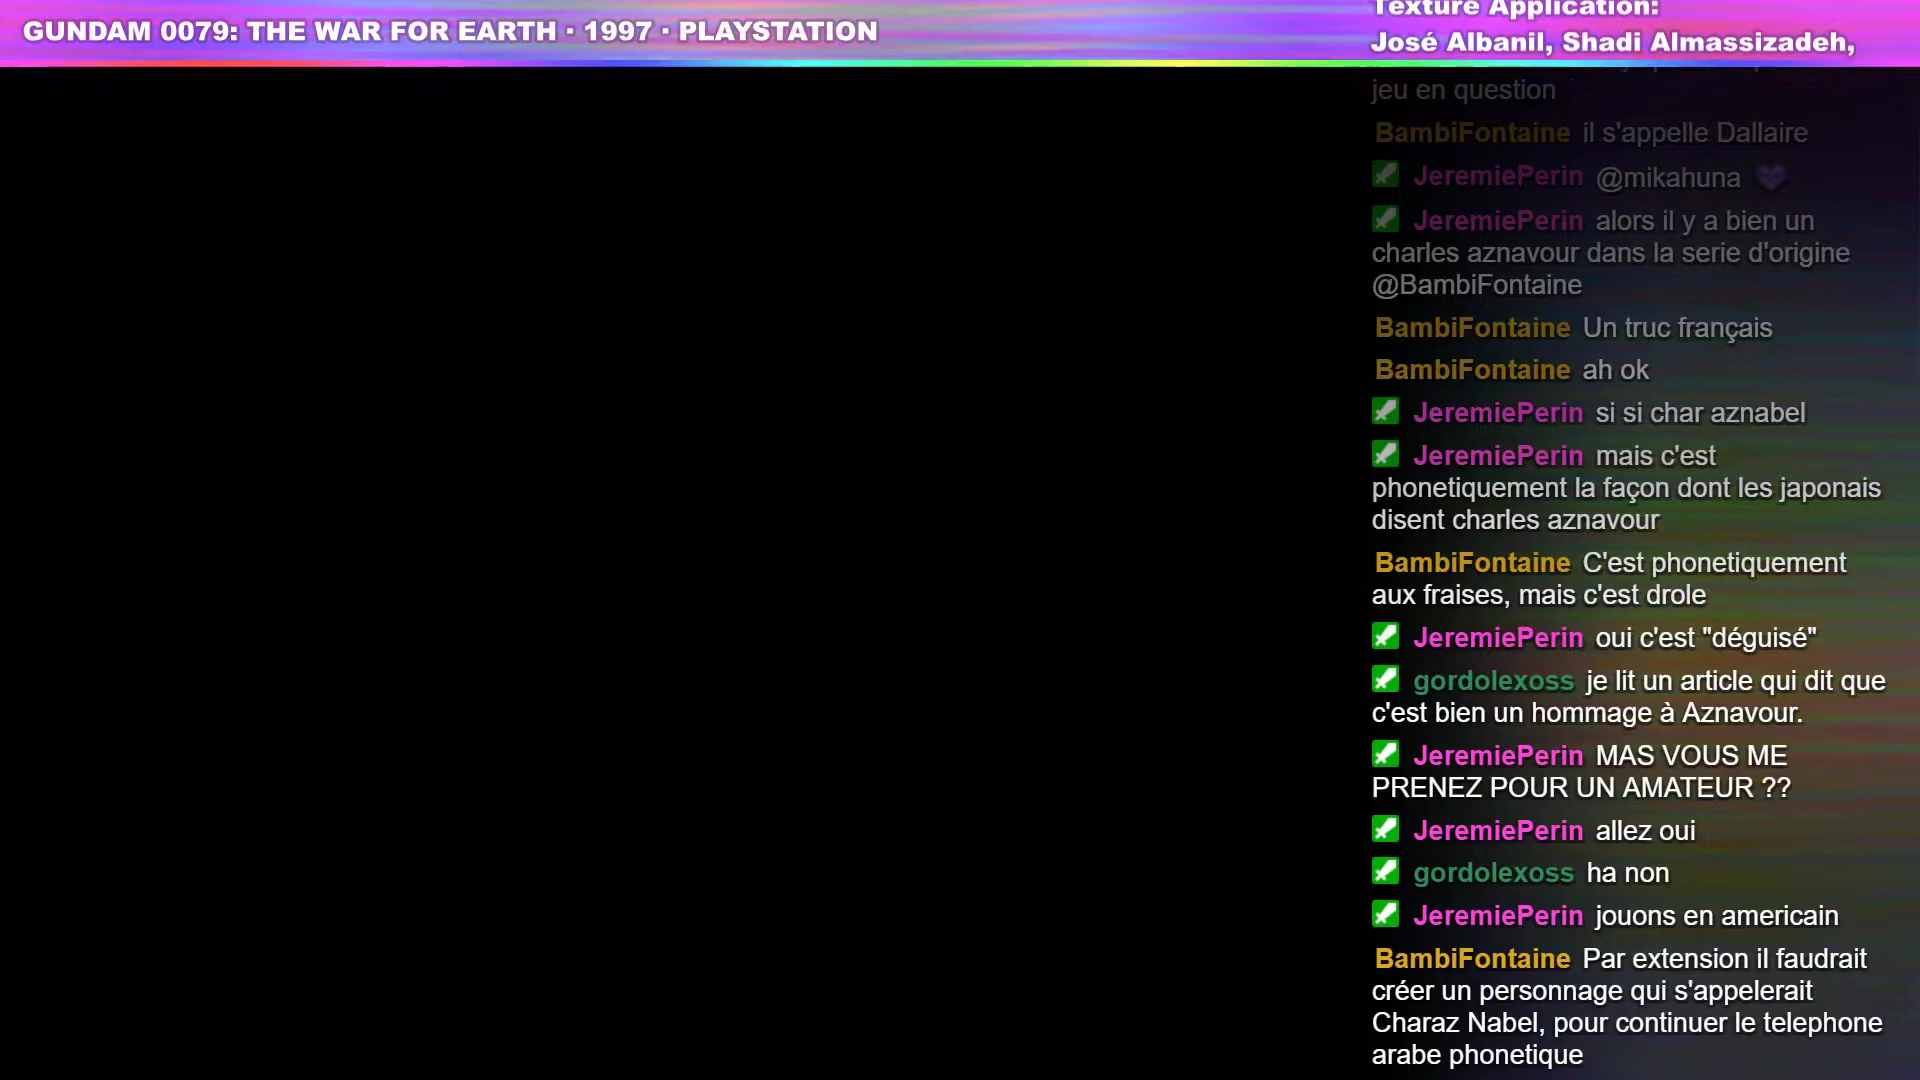 GUNDAM 0079: THE WAR FOR EARTH · 1997 · PLAYSTATION
Texture Application:
José Albanil, Shadi Almassizadeh,
jeu en question
BambiFontaine il s'appelle Dallaire
JeremiePerin @mikahuna
JeremiePerin alors il y a bien un
charles aznavour dans la serie d'origine
@BambiFontaine
BambiFontaine Un truc français
BambiFontaine ah ok
JeremiePerin si si char aznabel
JeremiePerin mais c'est
phonetiquement la façon dont les japonais
disent charles aznavour
BambiFontaine C'est phonetiquement
aux fraises, mais c'est drole
JeremiePerin oui c'est "déguisé"
gordolexoss je lit un article qui dit que
c'est bien un hommage à Aznavour.
JeremiePerin MAS VOUS ME
PRENEZ POUR UN AMATEUR ??
JeremiePerin allez oui
gordolexoss ha non
JeremiePerin jouons en americain
BambiFontaine Par extension il faudrait
créer un personnage qui s'appelerait
Charaz Nabel, pour continuer le telephone
arabe phonetique